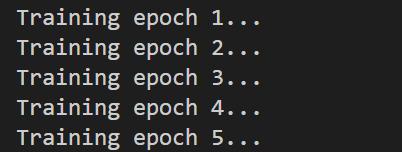 Training epoch 1...
Training epoch 2...
Training epoch 3...
Training epoch 4...
Training epoch 5...